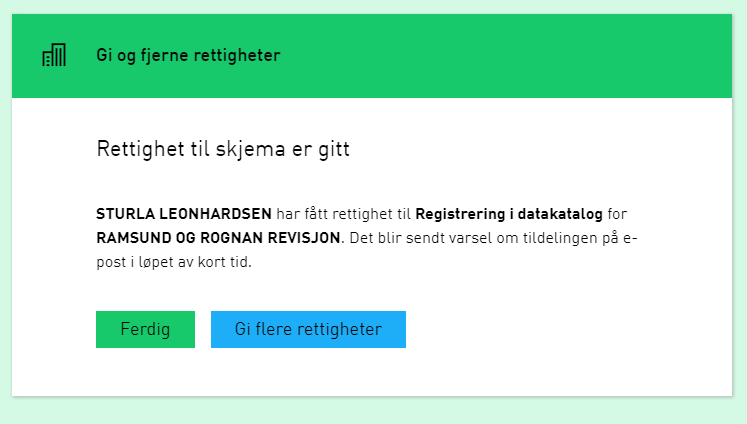 Gi og fjerne rettigheter
Rettighet til skjema er gitt
STURLA LEONHARDSEN har fått rettighet til Registrering i datakatalog for
RAMSUND OG ROGNAN REVISJON. Det blir sendt varsel om tildelingen på e-
post i løpet av kort tid.
Ferdig
Gi flere rettigheter